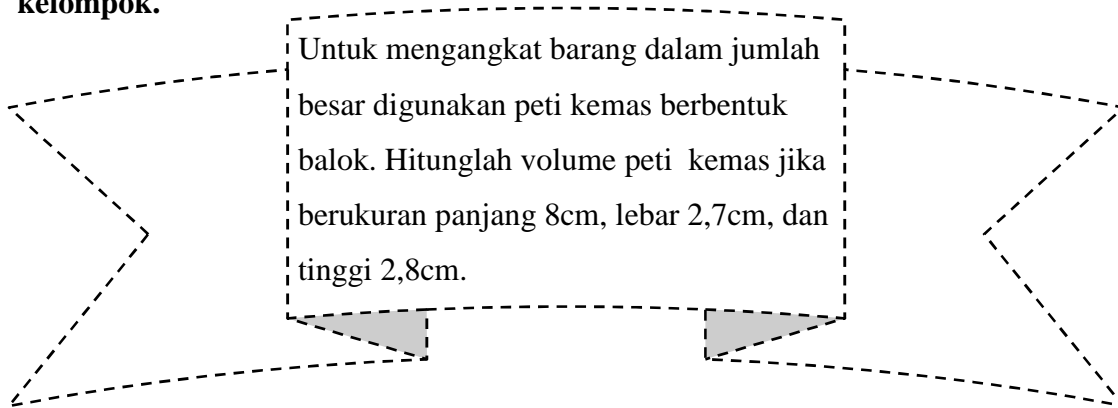 kelompok.
Untuk mengangkat barang dalam jumlah
besar digunakan peti kemas berbentuk
balok. Hitunglah volume peti kemas jika
berukuran panjang 8cm, lebar 2,7cm, dan
tinggi 2,8cm.